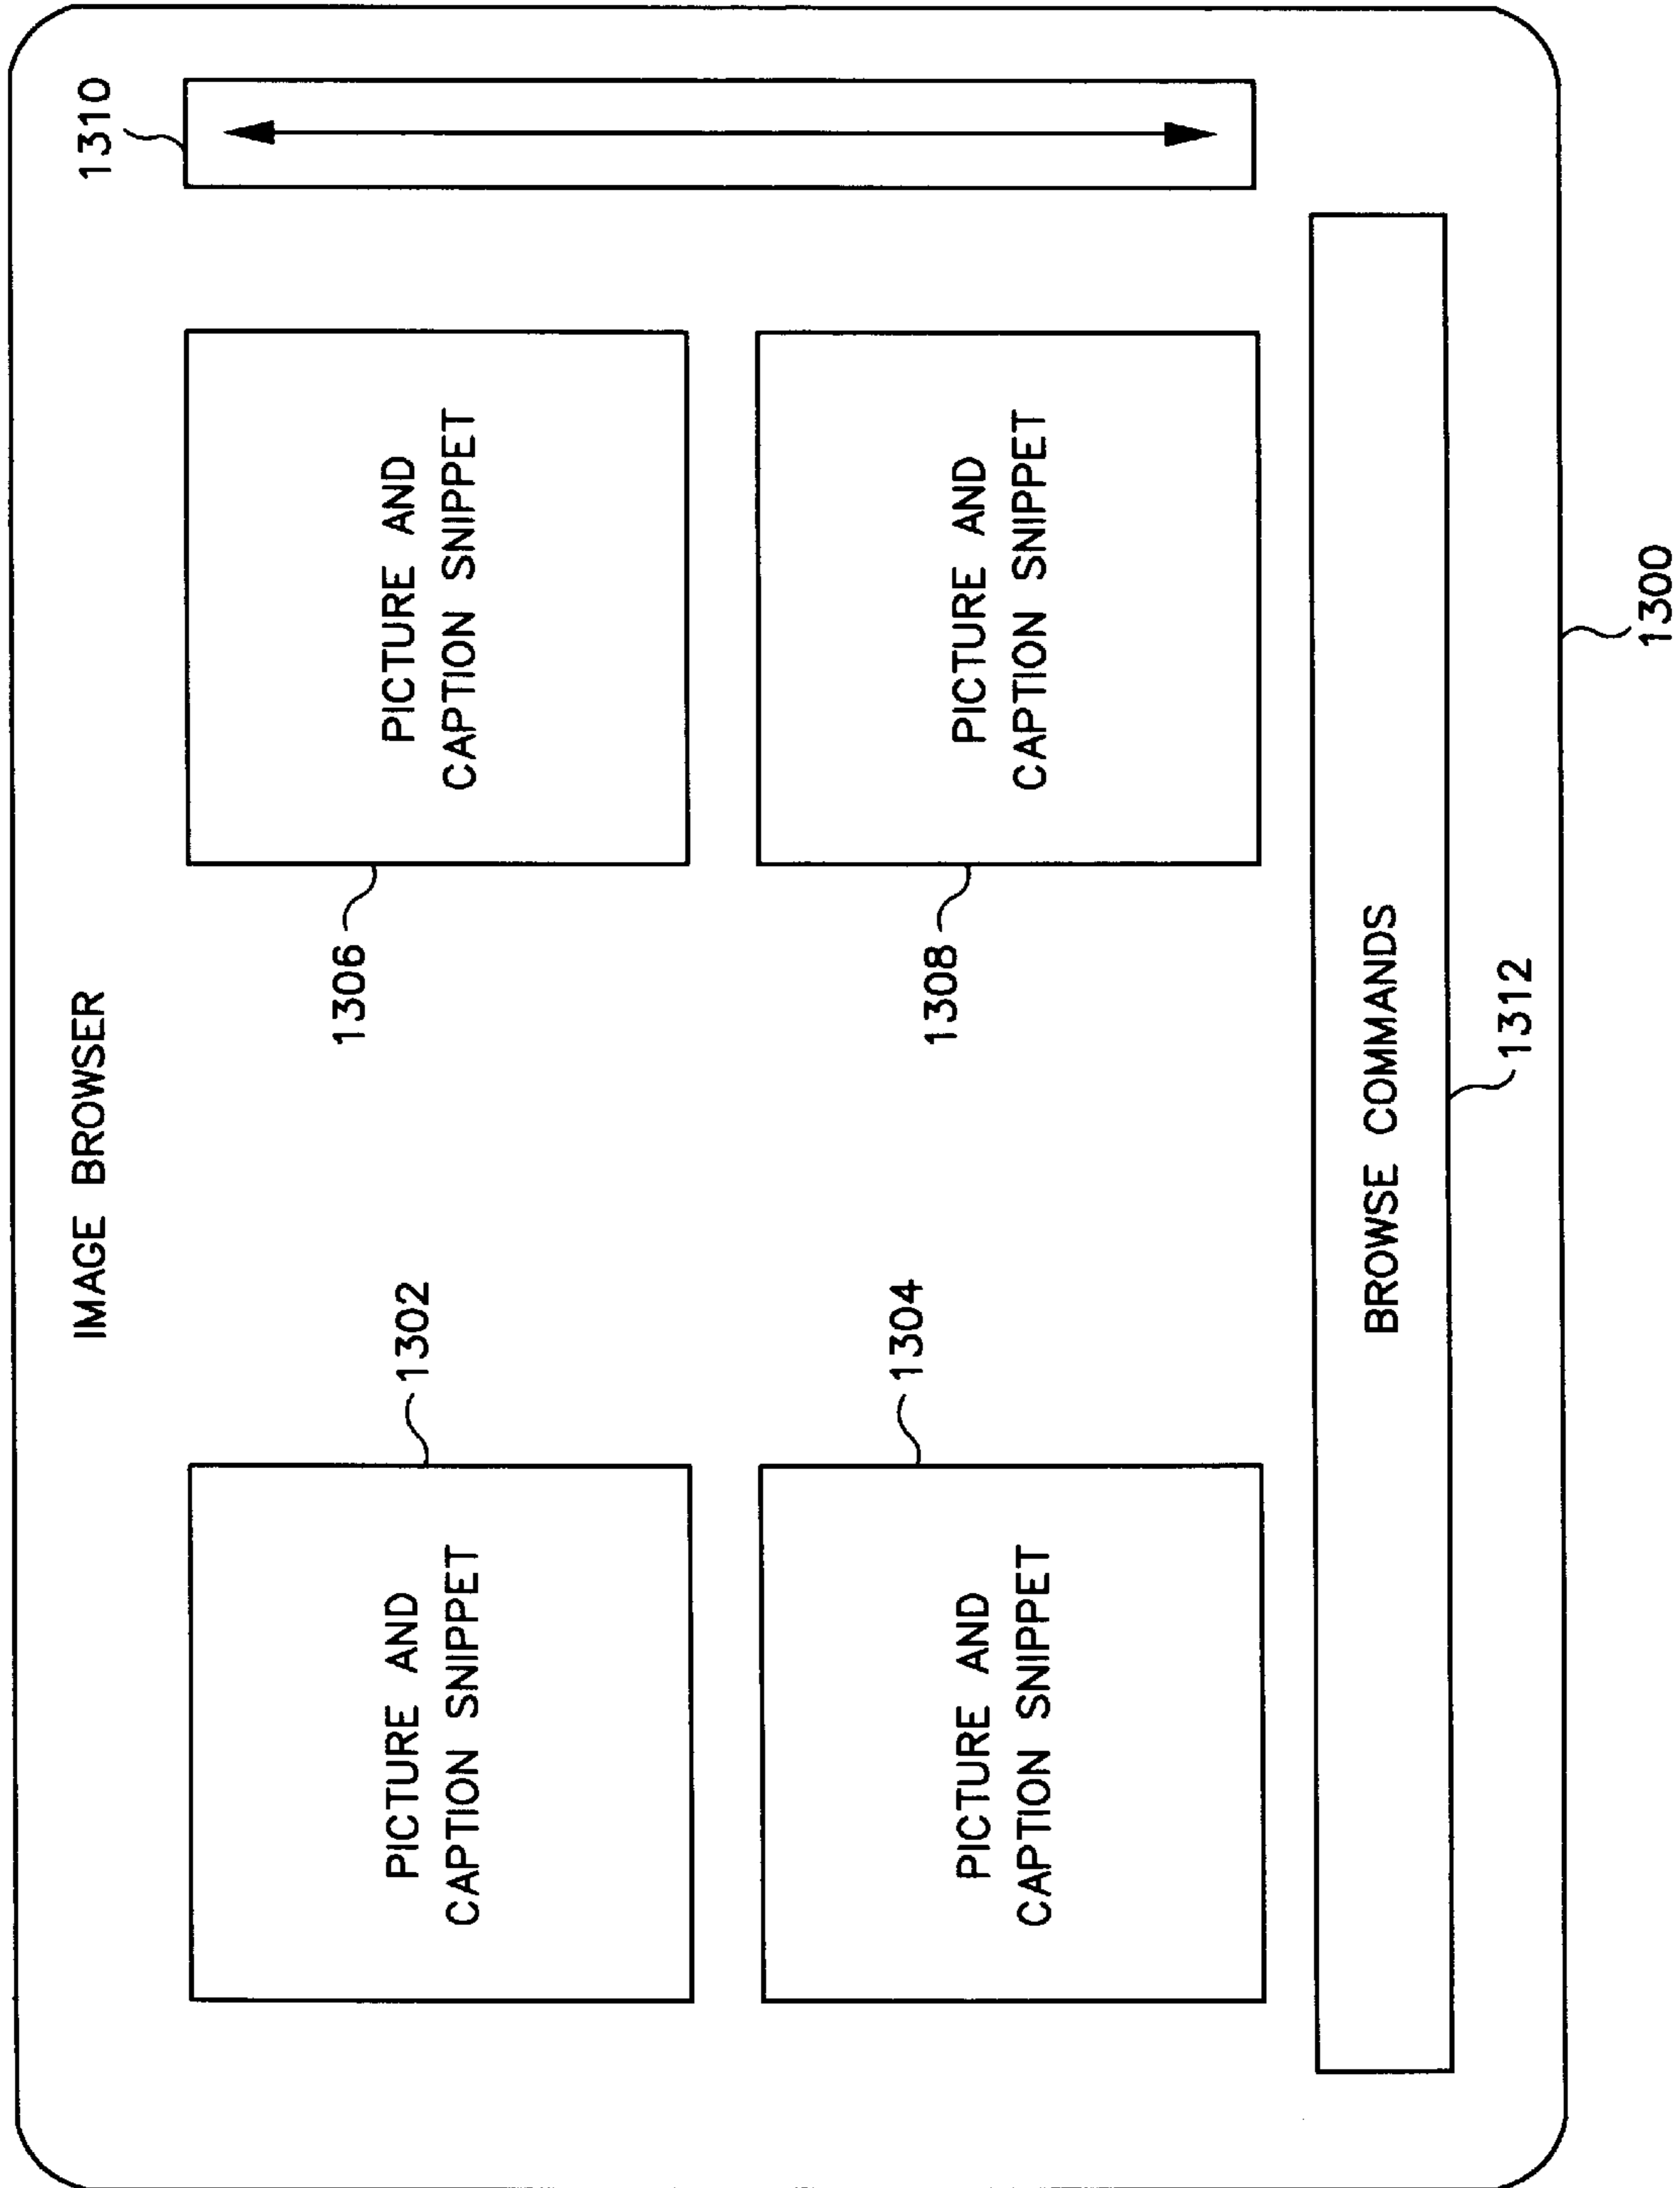 IMAGE BROWSER
1310
PICTURE AND
CAPTION SNIPPET
1302
1306
PICTURE AND
CAPTION SNIPPET
PICTURE AND
CAPTION SNIPPET
1304
1308
PICTURE AND
CAPTION SNIPPET
BROWSE COMMANDS
1312
1300